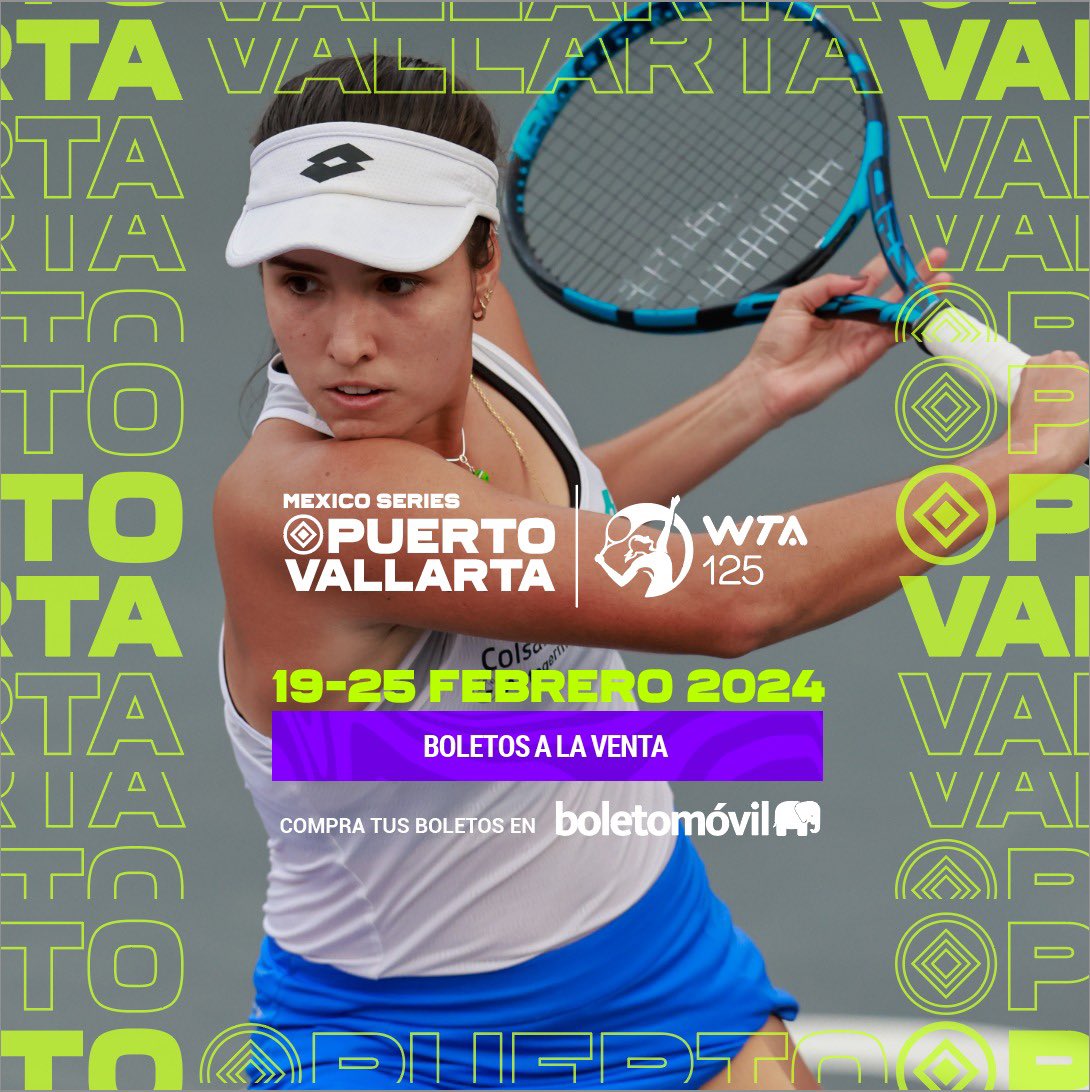 VALLARTA
MEXICO SERIES
PUERTO
VALLARTA
WTA
125
19-25 FEBRERO 2024
BOLETOS A LA VENTA
COMPRA TUS BOLETOS EN boletomóvil
PUERTO